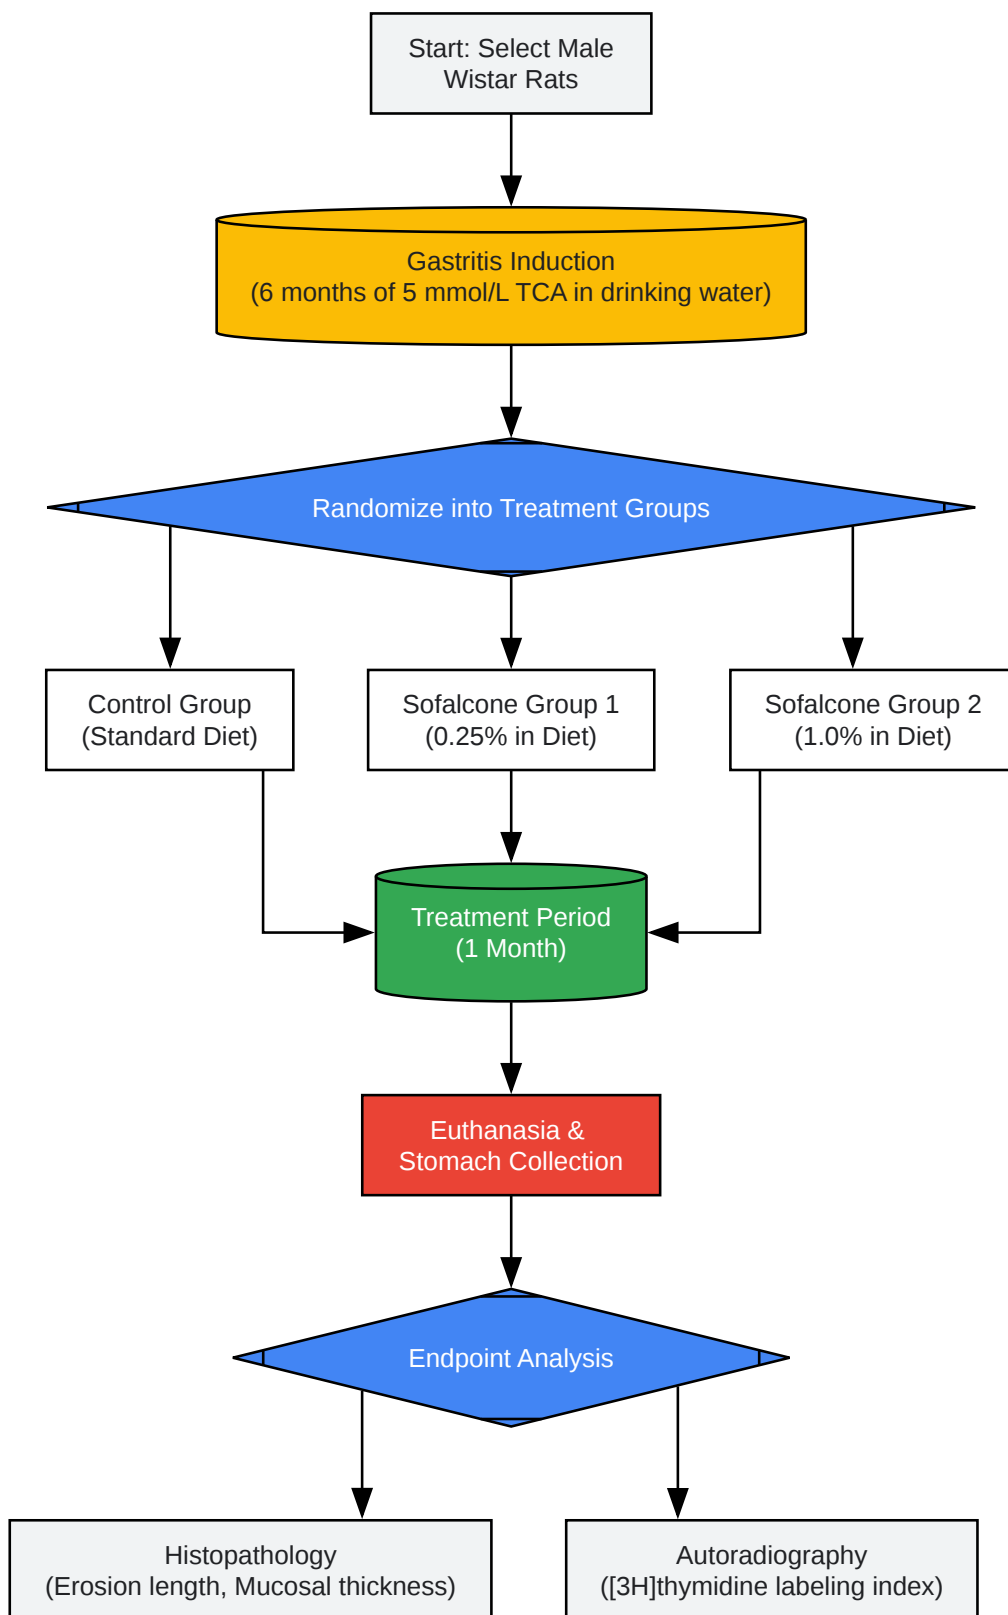 Start: Select Male
Wistar Rats
Gastritis Induction
(6 months of 5 mmol/L TCA in drinking water)
Randomize into Treatment Groups
Control Group
(Standard Diet)
Sofalcone Group 1
(0.25% in Diet)
Sofalcone Group 2
(1.0% in Diet)
Treatment Period
(1 Month)
Euthanasia &
Stomach Collection
Endpoint Analysis
Histopathology
(Erosion length, Mucosal thickness)
Autoradiography
([3H]thymidine labeling index)